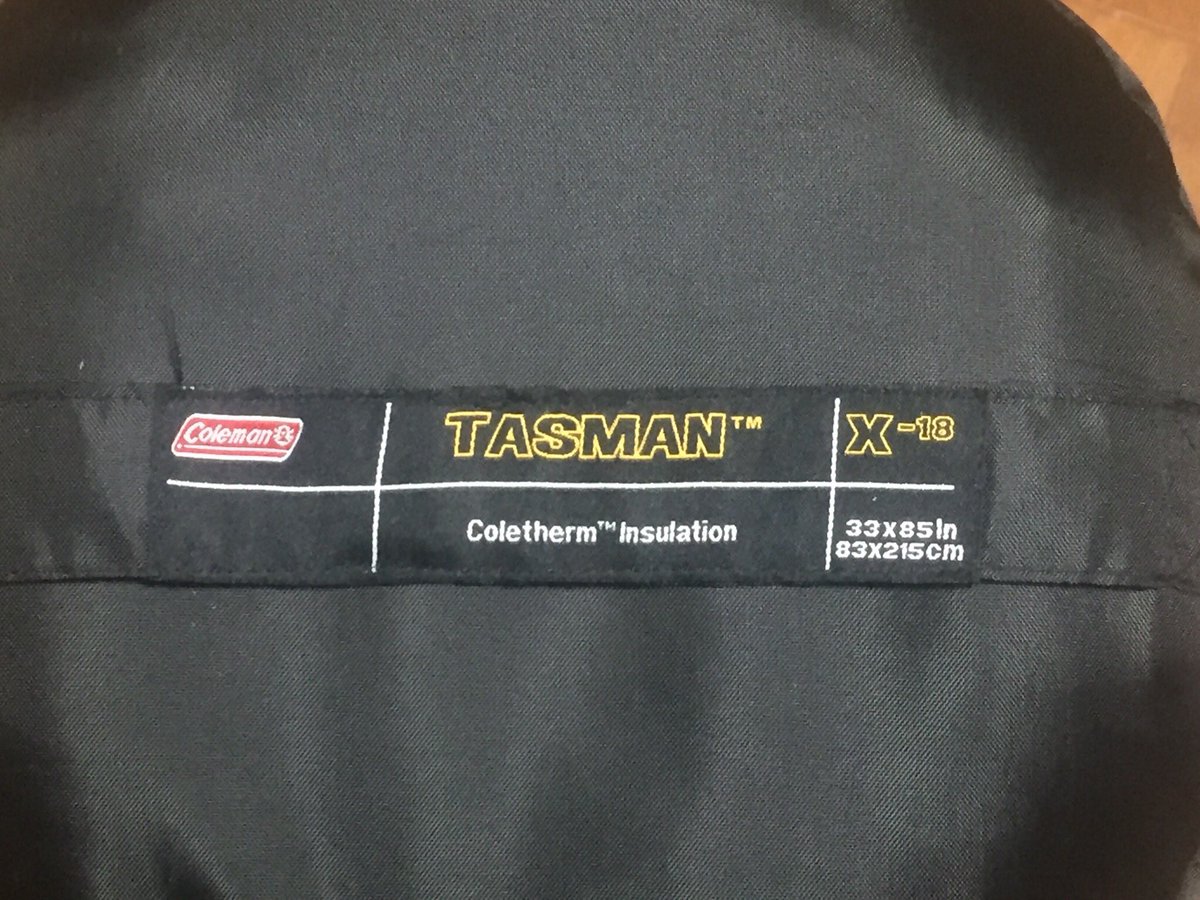 Coleman
TASMAN™
X-18
Coletherm™ Insulation
33X85In
83X215cm